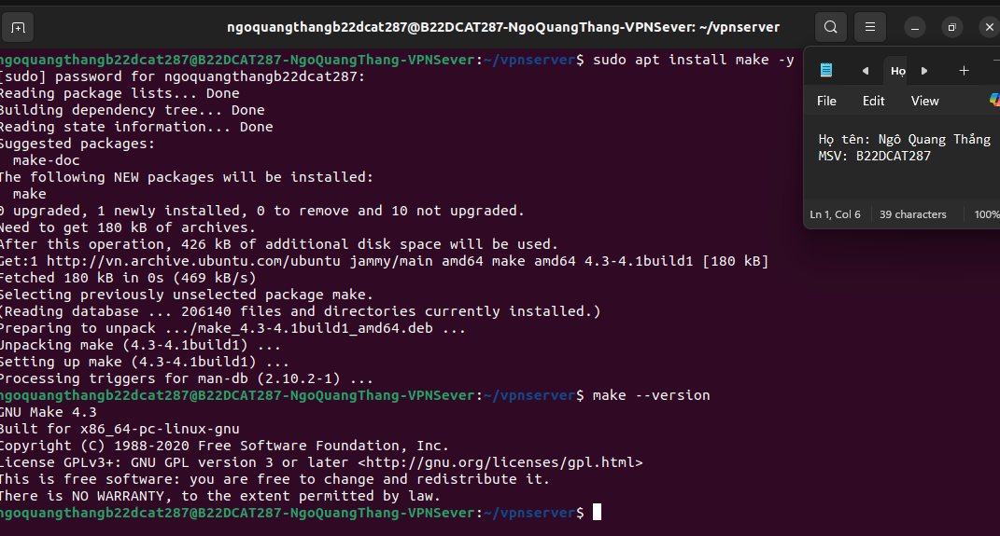 ngoquangthangb22dcat287@B22DCAT287-NgoQuangThang-VPNSever: ~/vpnserver
ngoquangthangb22dcat287@B22DCAT287-NgoQuangThang-VPNSever:~/vpnserver$ sudo apt install make -y
[sudo] password for ngoquangthangb22dcat287:
Reading package lists... Done
Building dependency tree... Done
Reading state information... Done
Suggested packages:
  make-doc
The following NEW packages will be installed:
  make
0 upgraded, 1 newly installed, 0 to remove and 10 not upgraded.
Need to get 180 kB of archives.
After this operation, 426 kB of additional disk space will be used.
Get:1 http://vn.archive.ubuntu.com/ubuntu jammy/main amd64 make amd64 4.3-4.1build1 [180 kB]
Fetched 180 kB in 0s (469 kB/s)
Selecting previously unselected package make.
(Reading database ... 206140 files and directories currently installed.)
Preparing to unpack .../make_4.3-4.1build1_amd64.deb ...
Unpacking make (4.3-4.1build1) ...
Setting up make (4.3-4.1build1) ...
Processing triggers for man-db (2.10.2-1) ...
ngoquangthangb22dcat287@B22DCAT287-NgoQuangThang-VPNSever:~/vpnserver$ make --version
GNU Make 4.3
Built for x86_64-pc-linux-gnu
Copyright (C) 1988-2020 Free Software Foundation, Inc.
License GPLv3+: GNU GPL version 3 or later <http://gnu.org/licenses/gpl.html>
This is free software: you are free to change and redistribute it.
There is NO WARRANTY, to the extent permitted by law.
ngoquangthangb22dcat287@B22DCAT287-NgoQuangThang-VPNSever:~/vpnserver$
Họ
File Edit View
Họ tên: Ngô Quang Thắng
MSV: B22DCAT287
Ln 1, Col 6 39 characters 100%